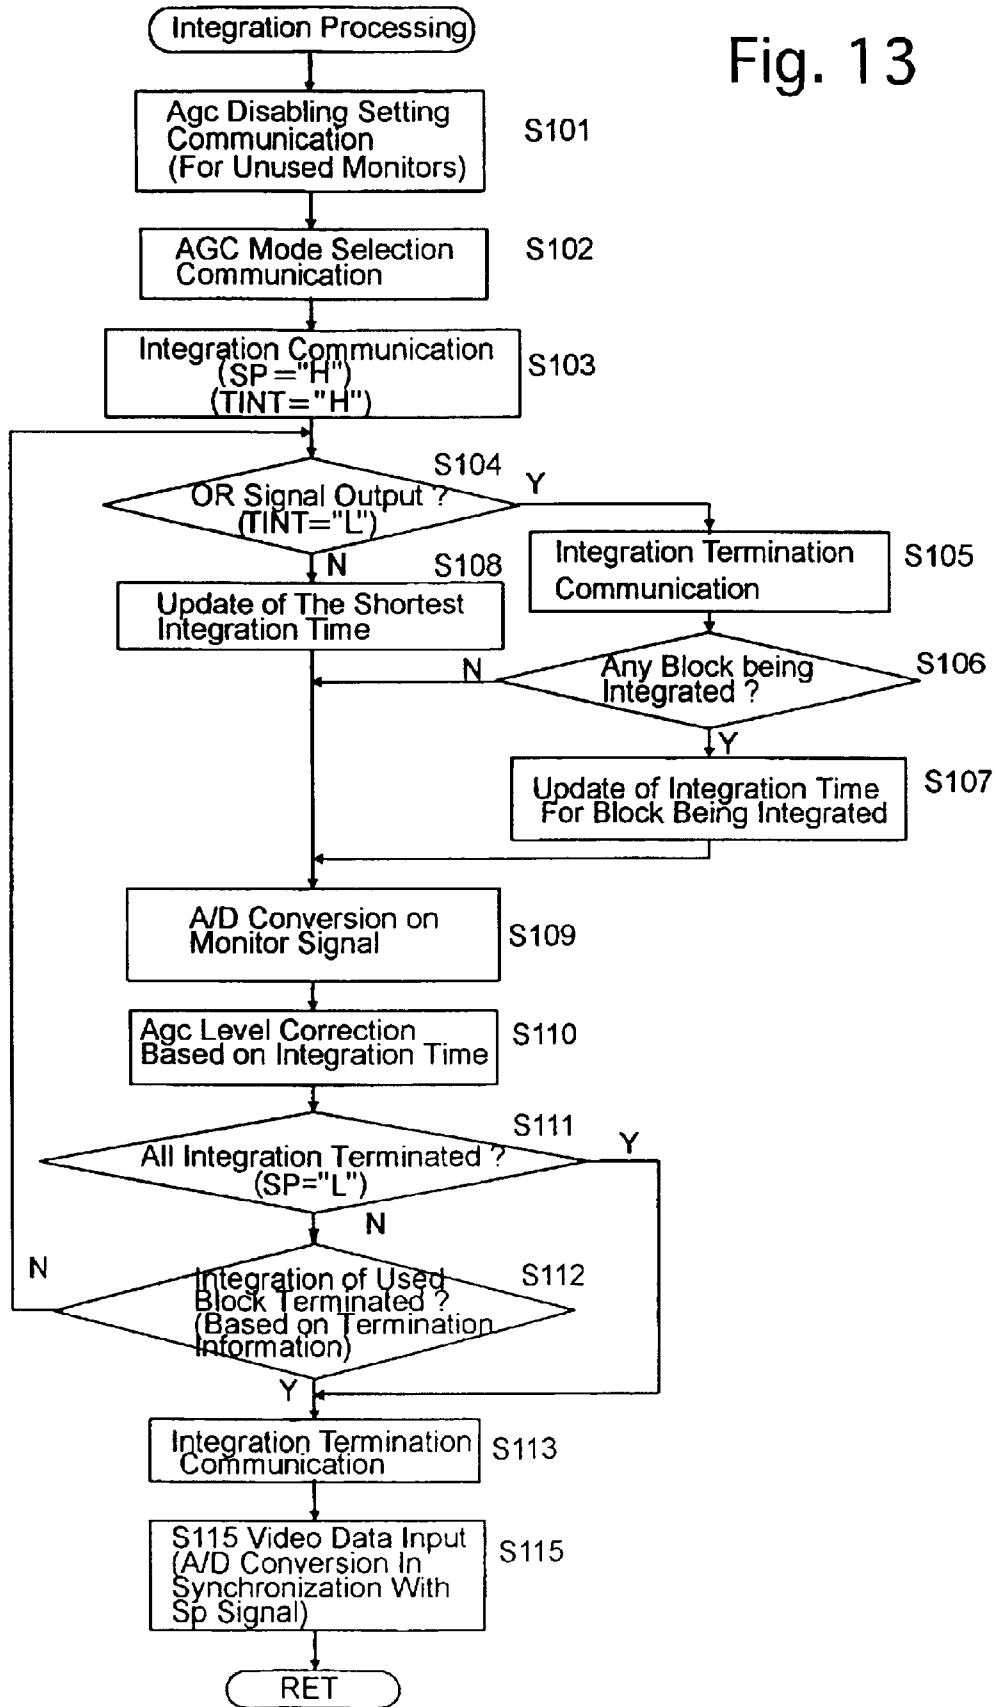 Integration Processing
Fig. 13
Agc Disabling Setting
Communication
(For Unused Monitors)
S101
AGC Mode Selection
Communication
S102
Integration Communication
(SP ="H")
(TINT="H")
S103
S104
OR Signal Output ?
(TINT="L")
Y
N
Integration Termination
Communication
S105
S108
Update of The Shortest
Integration Time
Any Block being
Integrated ?
S106
N
Y
Update of Integration Time
For Block Being Integrated
S107
A/D Conversion on
Monitor Signal
S109
Agc Level Correction
Based on Integration Time
S110
S111
All Integration Terminated ?
(SP="L")
Y
N
N
Integration of Used
Block Terminated ?
(Based on Termination
Information)
S112
Y
Integration Termination
Communication
S113
S115 Video Data Input
(A/D Conversion In
Synchronization With
Sp Signal)
S115
RET